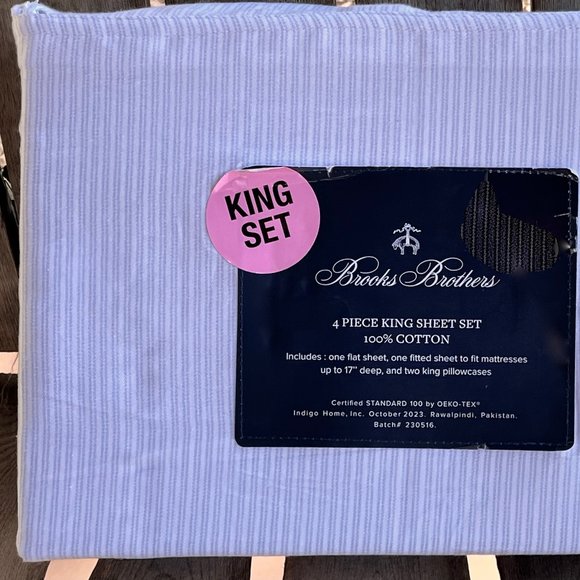 KING
SET
Brooks Brothers
4 PIECE KING SHEET SET
100% COTTON
Includes : one flat sheet, one fitted sheet to fit mattresses
up to 17" deep, and two king pillowcases
Certified STANDARD 100 by OEKO-TEX®
Indigo Home, Inc. October 2023. Rawalpindi, Pakistan.
Batch# 230516.